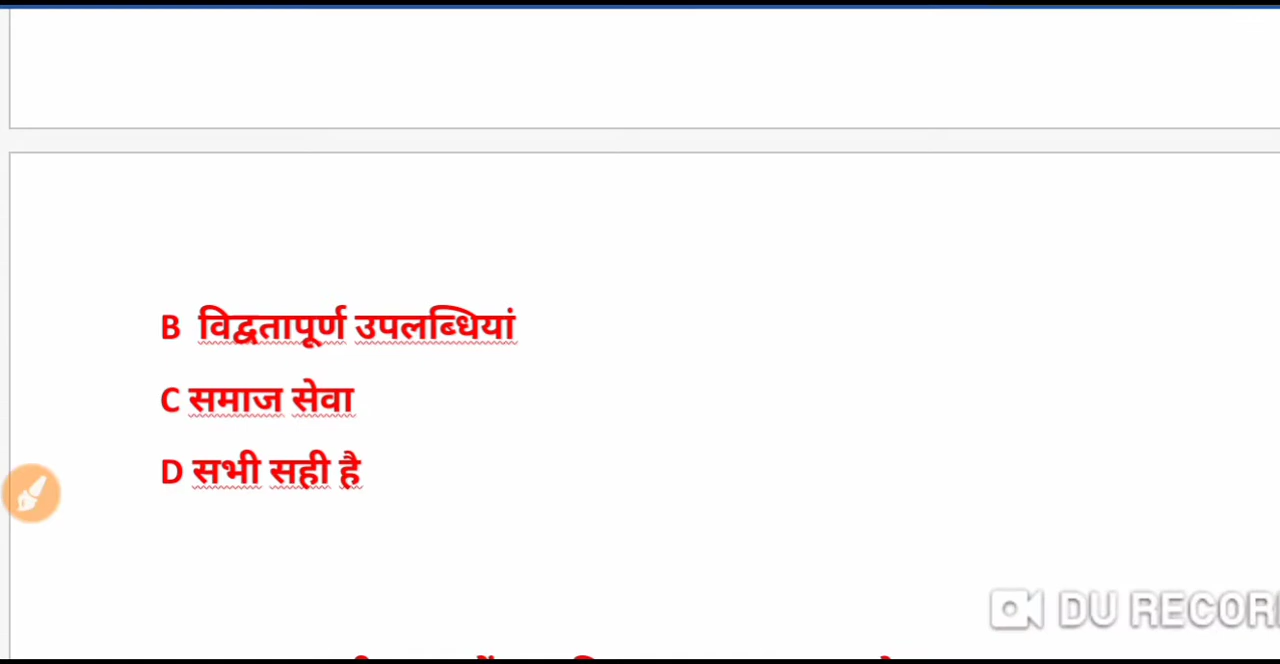 B विद्वतापूर्ण उपलब्धियां
C समाज सेवा
D सभी सही है
DU RECOR